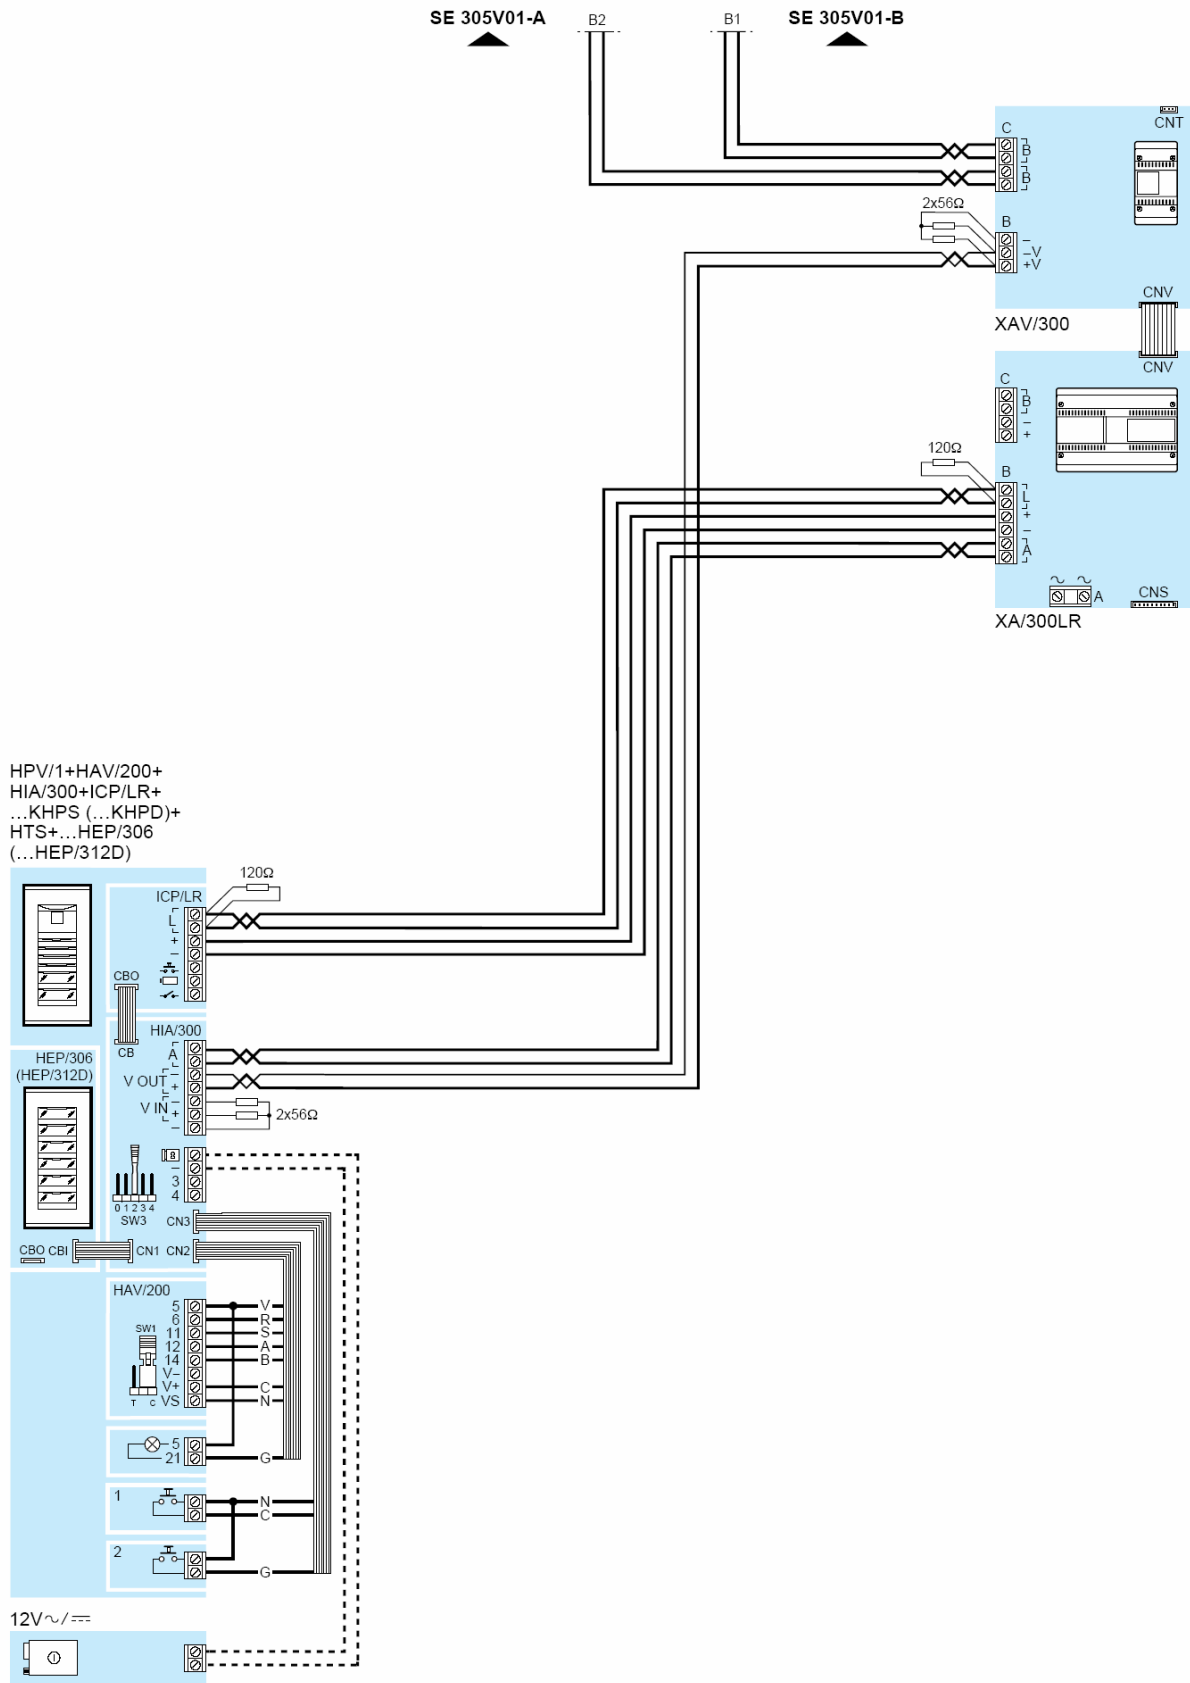 SE 305V01-A
B2
B1
SE 305V01-B
CNT
C
B
B
2x56Ω
B
–
–V
+V
CNV
XAV/300
CNV
C
B
–
+
120Ω
B
L
+
–
A
A
CNS
XA/300LR
HPV/1+HAV/200+
HIA/300+ICP/LR+
...KHPS (...KHPD)+
HTS+...HEP/306
(...HEP/312D)
120Ω
ICP/LR
L
+
–
CBO
CB
HIA/300
A
HEP/306
(HEP/312D)
–
V OUT
+
–
V IN
+
–
2x56Ω
8
–
3
4
0 1 2 3 4
SW3
CN3
CBO CBI CN1 CN2
HAV/200
5 V
6 R
SW1
11 S
12 A
14 B
V–
V+ C
T C VS N
5
21 G
1 N
C
2
G
12V～/⎓
I